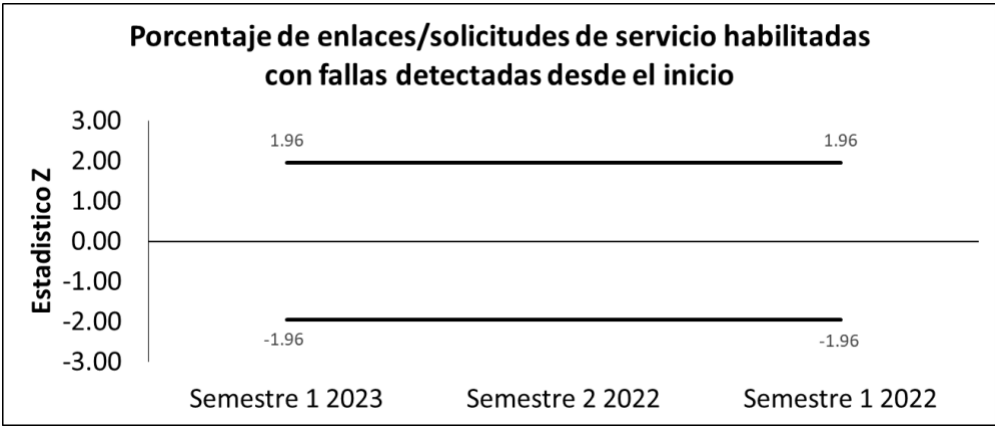 Porcentaje de enlaces/solicitudes de servicio habilitadas
con fallas detectadas desde el inicio
Estadistico Z
3.00
2.00
1.00
0.00
-1.00
-2.00
-3.00
1.96
1.96
-1.96
-1.96
Semestre 1 2023
Semestre 2 2022
Semestre 1 2022